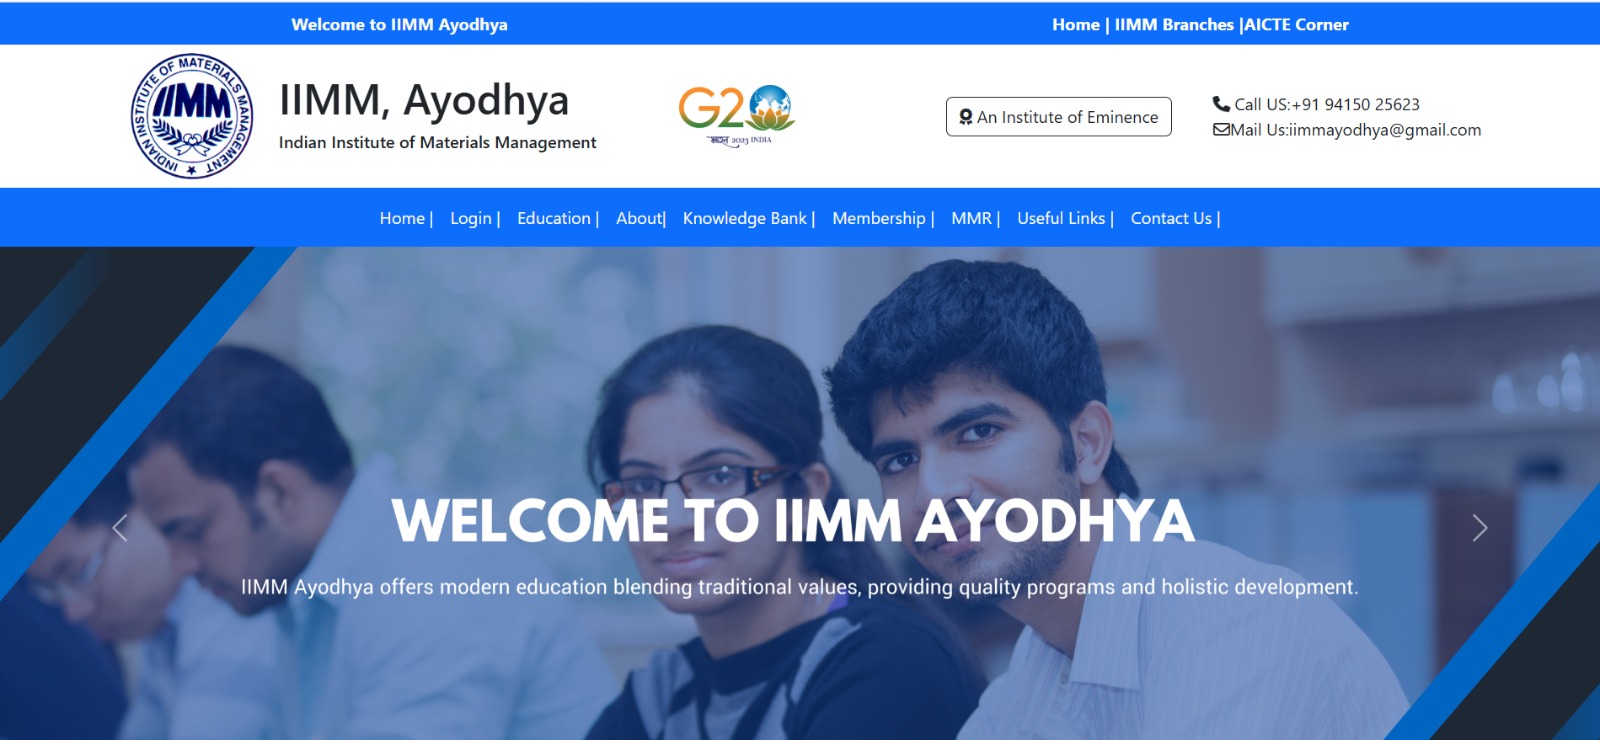 Welcome to IIMM Ayodhya
Home | IIMM Branches |AICTE Corner
INDIAN INSTITUTE OF MATERIALS MANAGEMENT
IIMM
IIMM, Ayodhya
Indian Institute of Materials Management
G20
भारत 2023 INDIA
An Institute of Eminence
Call US:+91 94150 25623
Mail Us:iimmayodhya@gmail.com
Home | Login | Education | About| Knowledge Bank | Membership | MMR | Useful Links | Contact Us |
WELCOME TO IIMM AYODHYA
IIMM Ayodhya offers modern education blending traditional values, providing quality programs and holistic development.